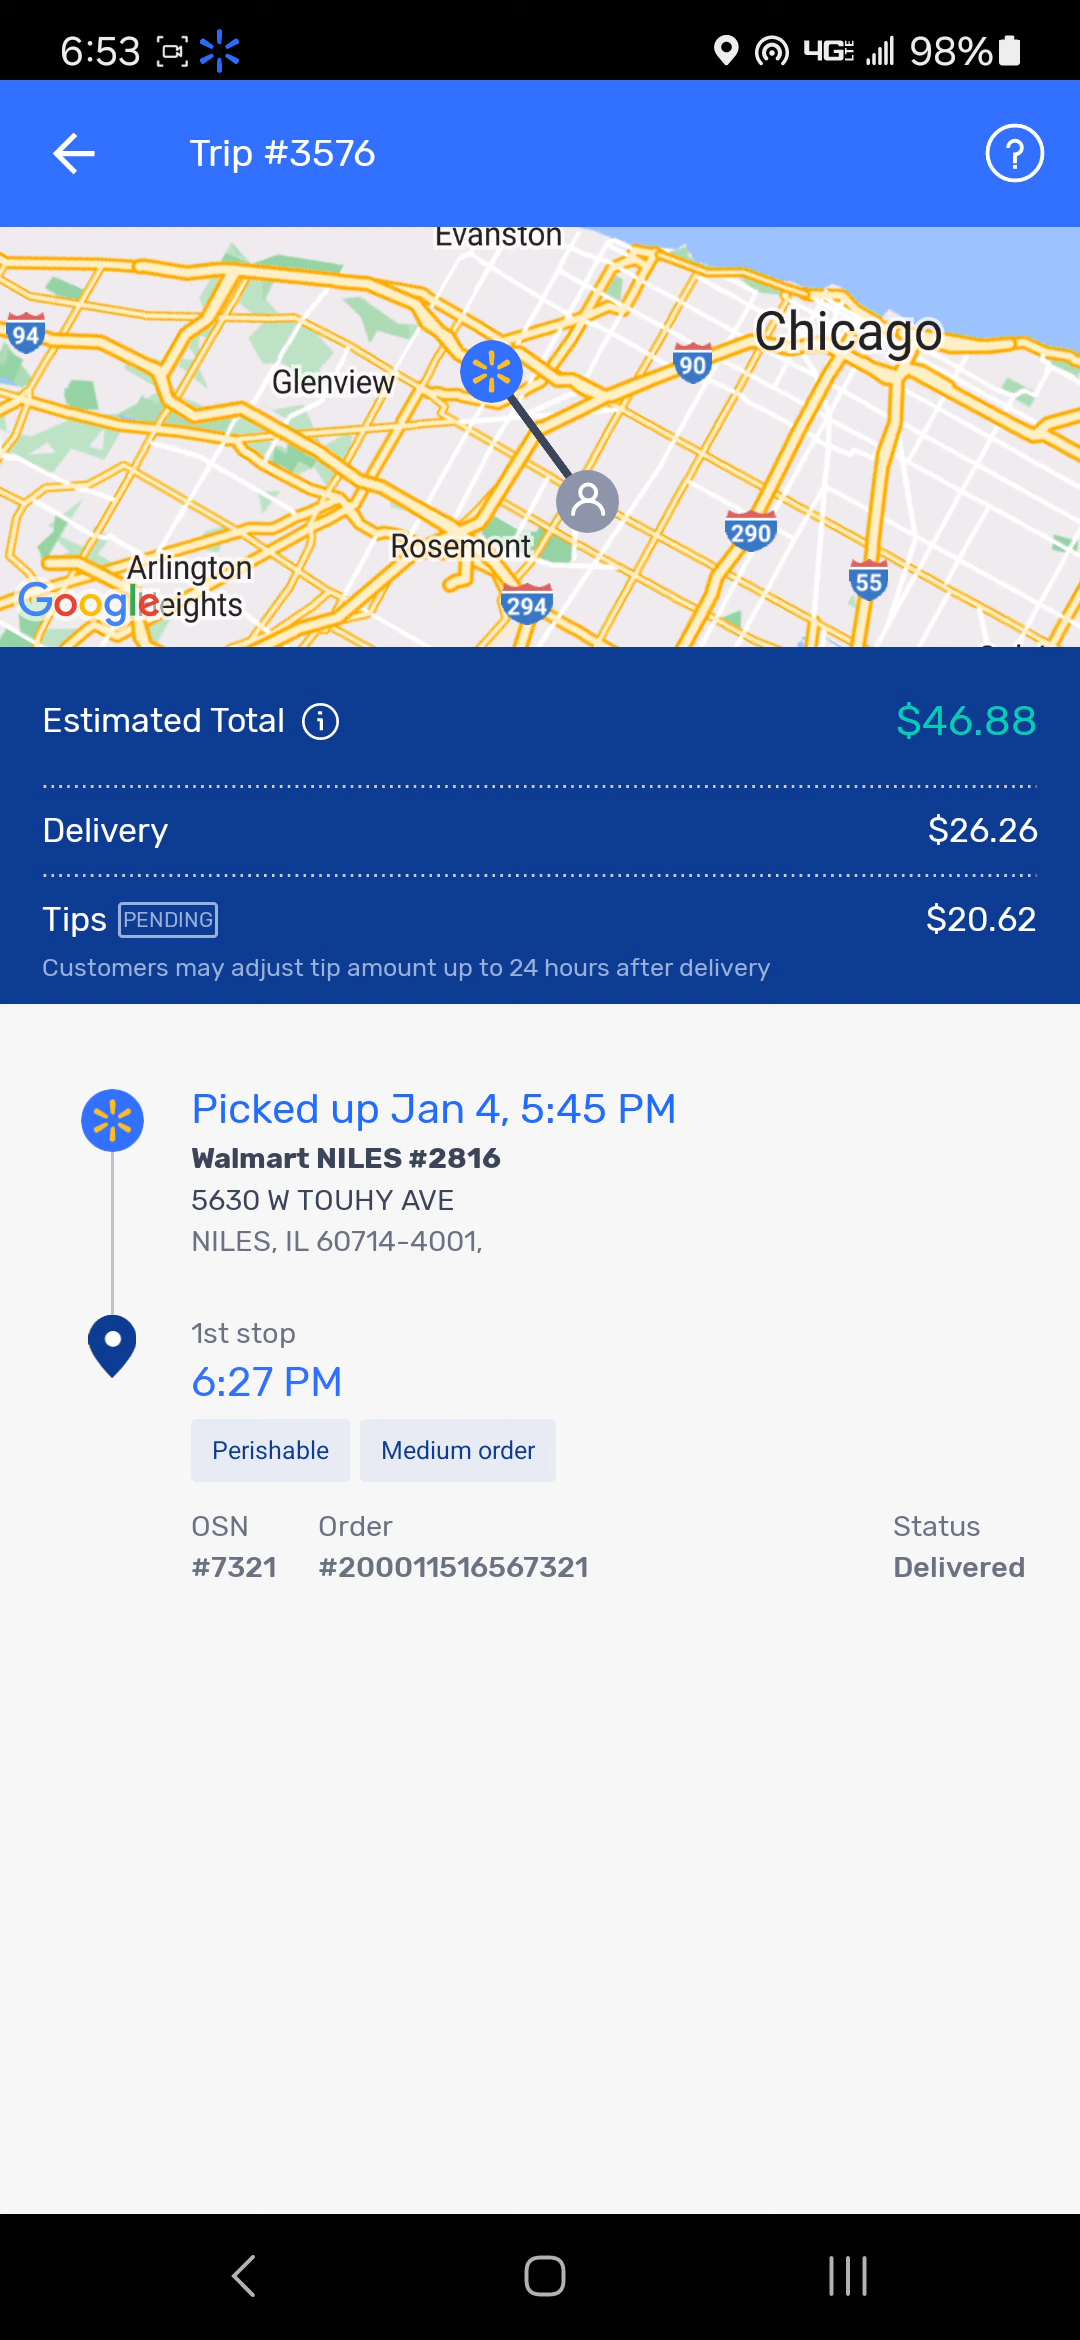 6:53 4G LTE 98%
Trip #3576
Evanston
Chicago
94
90
Glenview
Rosemont
290
Arlington
55
Google eights
294
Estimated Total $46.88
Delivery $26.26
Tips PENDING $20.62
Customers may adjust tip amount up to 24 hours after delivery
Picked up Jan 4, 5:45 PM
Walmart NILES #2816
5630 W TOUHY AVE
NILES, IL 60714-4001,
1st stop
6:27 PM
Perishable Medium order
OSN Order Status
#7321 #200011516567321 Delivered